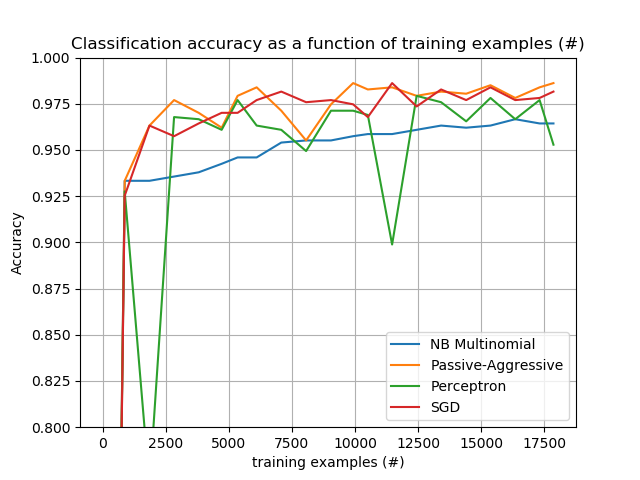 Classification accuracy as a function of training examples (#)
1.000
0.975
0.950
0.925
0.900
0.875
0.850
0.825
0.800
Accuracy
NB Multinomial
Passive-Aggressive
Perceptron
SGD
0 2500 5000 7500 10000 12500 15000 17500
training examples (#)